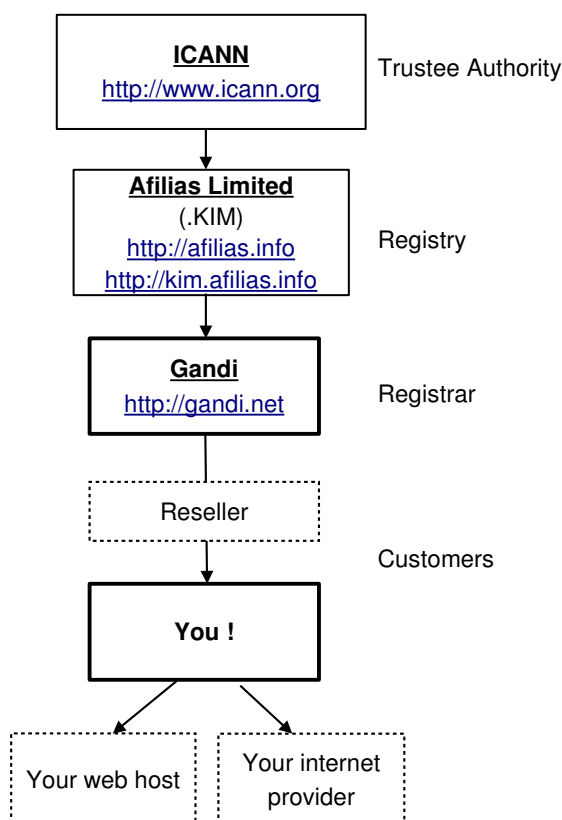 ICANN
http://www.icann.org
Trustee Authority
Afilias Limited
(.KIM)
http://afilias.info
http://kim.afilias.info
Registry
Gandi
http://gandi.net
Registrar
Reseller
Customers
You !
Your web host
Your internet
provider